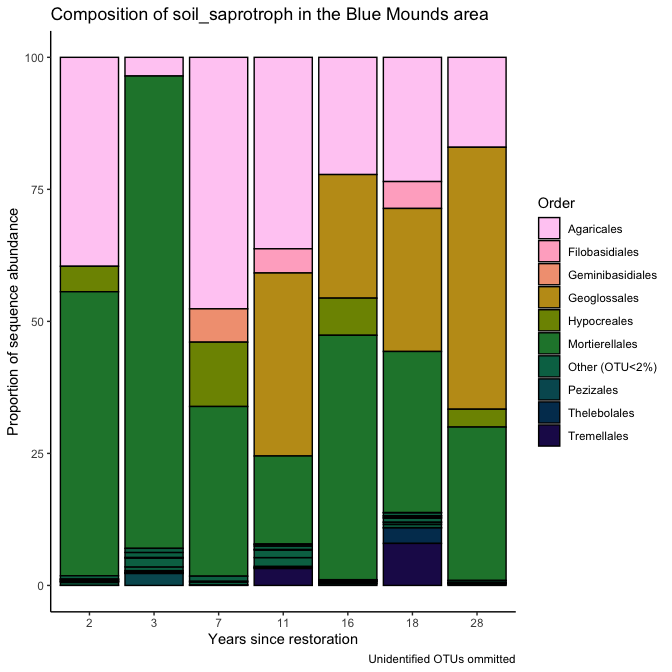 Composition of soil_saprotroph in the Blue Mounds area
Proportion of sequence abundance
100
75
50
25
0
2 3 7 11 16 18 28
Years since restoration
Order
Agaricales
Filobasidiales
Geminibasidiales
Geoglossales
Hypocreales
Mortierellales
Other (OTU<2%)
Pezizales
Thelebolales
Tremellales
Unidentified OTUs ommitted